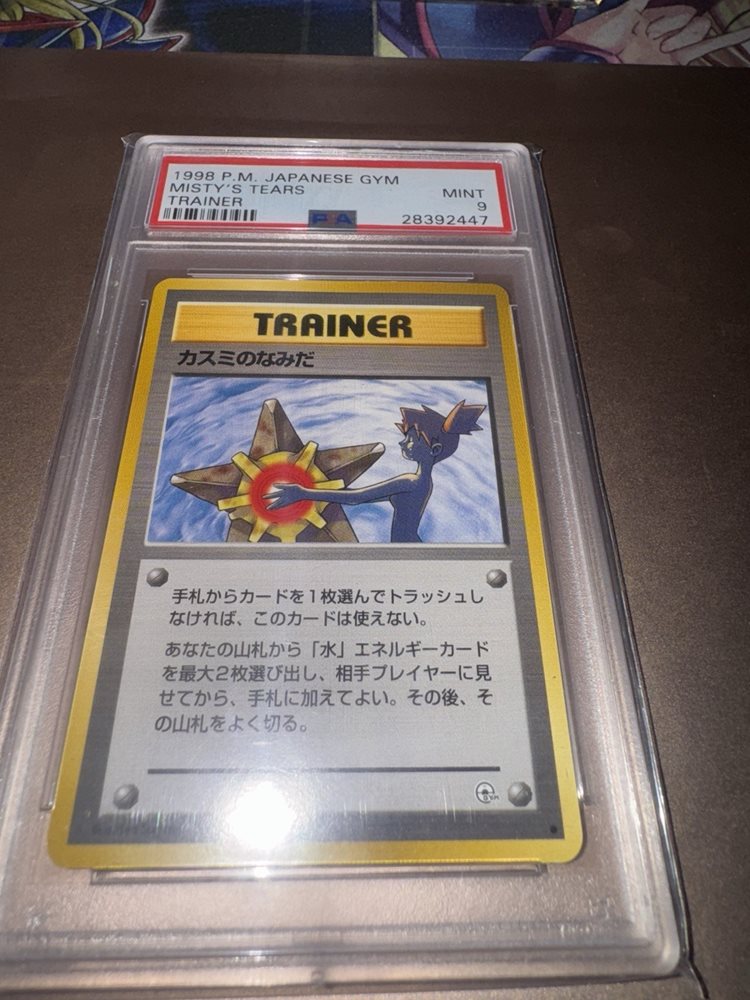 1998 P.M. JAPANESE GYM
MISTY'S TEARS
MINT
TRAINER
9
PSA
28392447
TRAINER
カスミのなみだ
手札からカードを1枚選んでトラッシュし
なければ、このカードは使えない。
あなたの山札から「水」エネルギーカード
を最大2枚選び出し、相手プレイヤーに見
せてから、手札に加えてよい。その後、そ
の山札をよく切る。
GYM